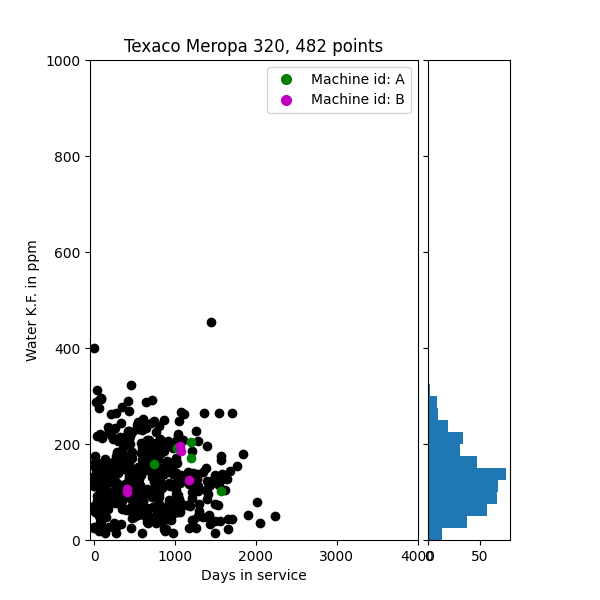 Texaco Meropa 320, 482 points
Machine id: A
Machine id: B
Water K.F. in ppm
1000
800
600
400
200
0
0 1000 2000 3000 4000
0 50
Days in service